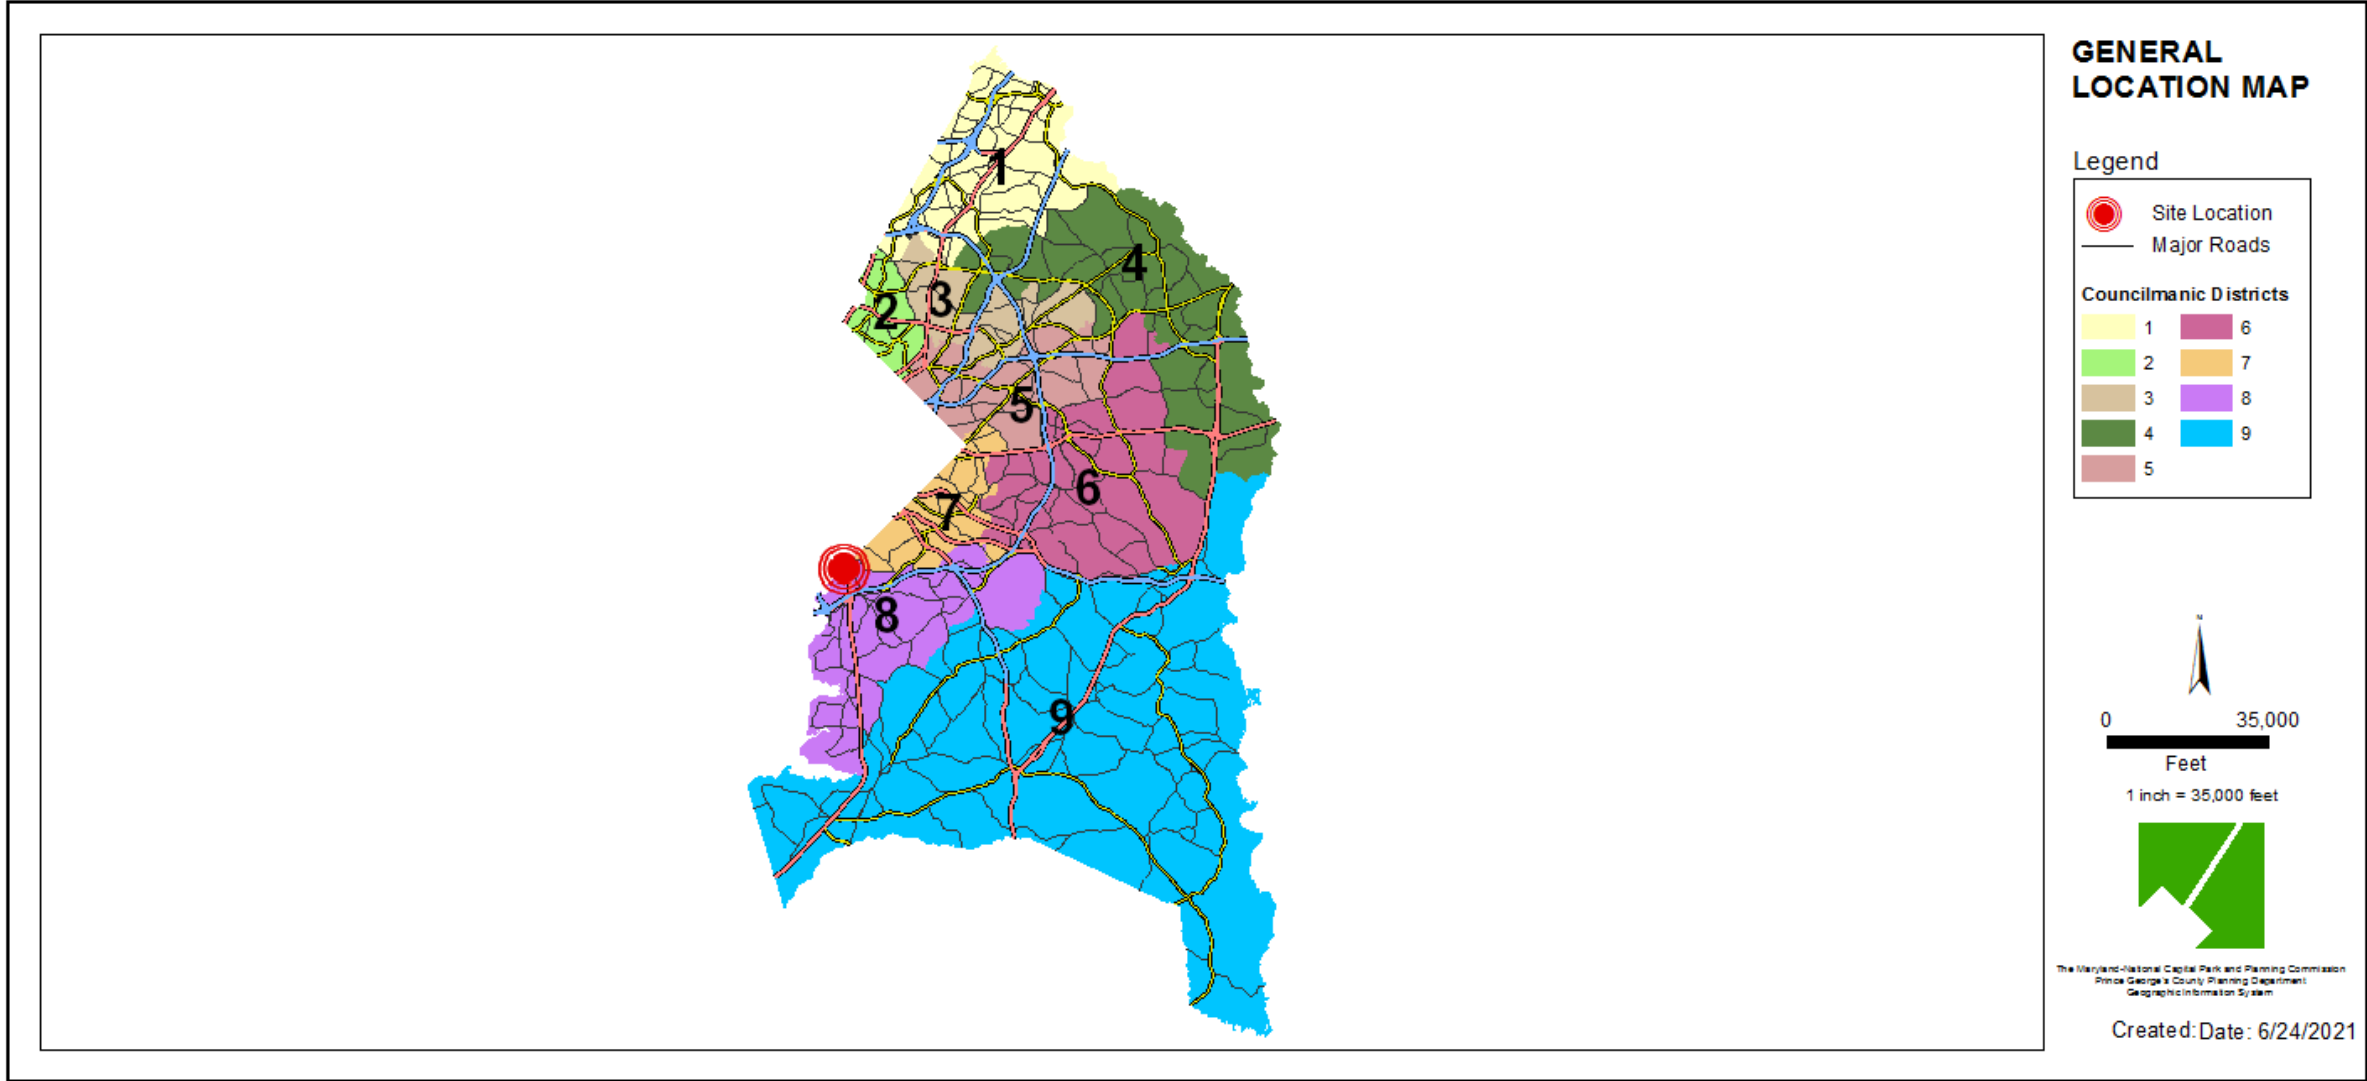 GENERAL
LOCATION MAP
Legend
Site Location
Major Roads
Councilmanic Districts
1 6
2 7
3 8
4 9
5
1
4
3
2
5
6
7
8
9
N
0 35,000
Feet
1 inch = 35,000 feet
The Maryland-National Capital Park and Planning Commission
Prince George's County Planning Department
Geographic Information System
Created: Date: 6/24/2021